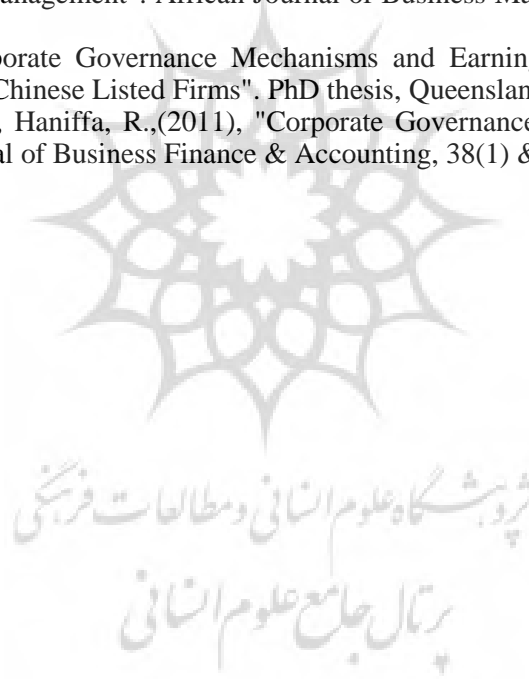 anagement". African Journal of Business Ma
porate Governance Mechanisms and Earnin
Chinese Listed Firms". PhD thesis, Queenslan
, Haniffa, R.,(2011), "Corporate Governance
al of Business Finance & Accounting, 38(1) &
پژوهشگاه علوم انسانی و مطالعات فرهنگی
پرتال جامع علوم انسانی